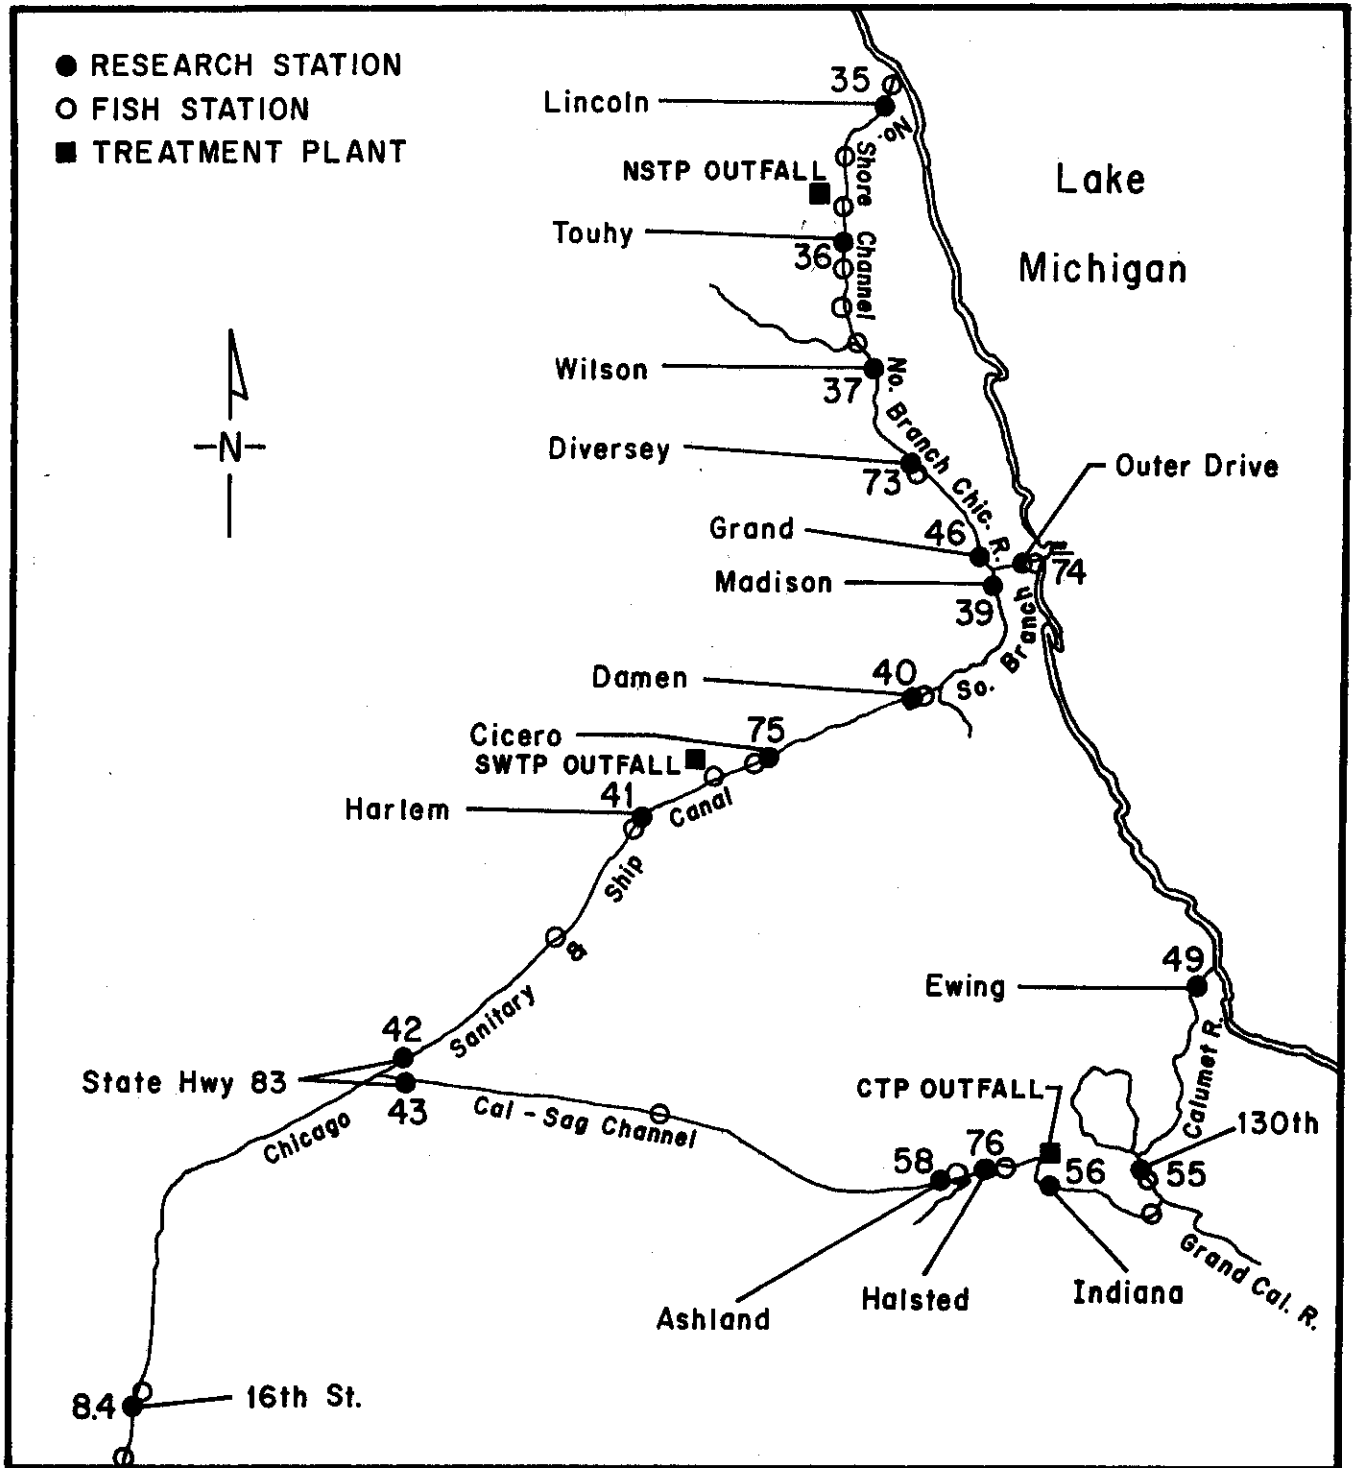 RESEARCH STATION
FISH STATION
TREATMENT PLANT
35
Lincoln
No.
Shore
Channel
NSTP OUTFALL
Lake
Michigan
Touhy
36
Wilson
37
No. Branch Chic. R.
-N-
Diversey
73
Outer Drive
Grand
46
74
Madison
39
So. Branch
Damen
40
Cicero
75
SWTP OUTFALL
41
Harlem
Chicago Sanitary & Ship Canal
49
Ewing
Calumet R.
42
State Hwy 83
43
Cal-Sag Channel
CTP OUTFALL
130th
58
76
56
55
Grand Cal. R.
Ashland
Halsted
Indiana
8.4
16th St.